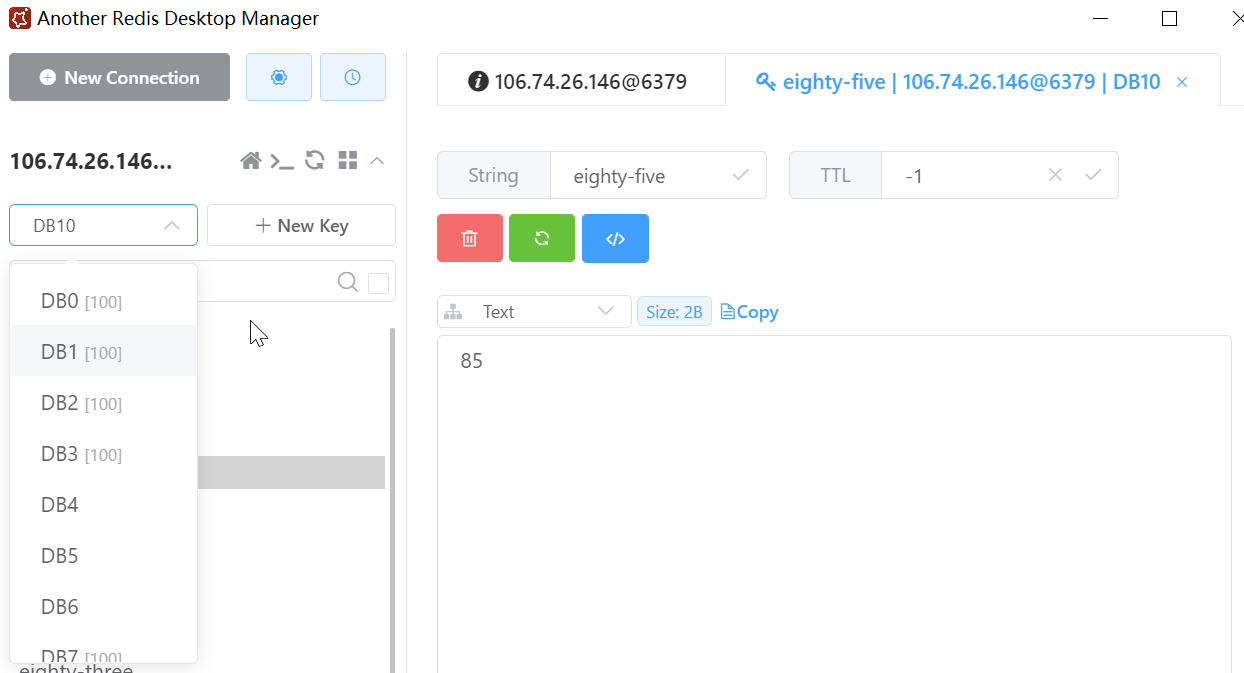 Another Redis Desktop Manager
New Connection
106.74.26.146...
DB10
New Key
DB0 [100]
DB1 [100]
DB2 [100]
DB3 [100]
DB4
DB5
DB6
DB7 [100]
eighty-three
106.74.26.146@6379
eighty-five | 106.74.26.146@6379 | DB10
String
eighty-five
TTL
-1
</>
Text
Size: 2B
Copy
85